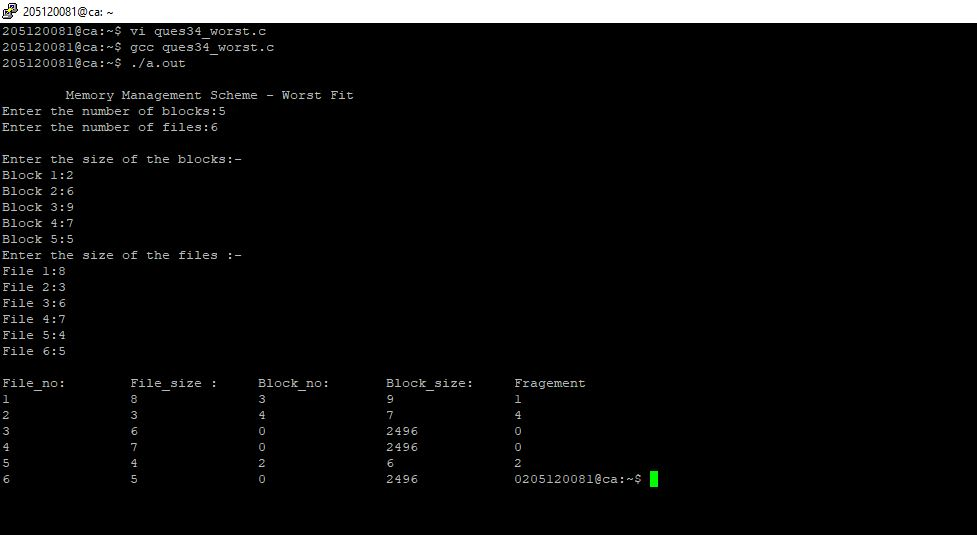 205120081@ca: ~
205120081@ca:~$ vi ques34_worst.c
205120081@ca:~$ gcc ques34_worst.c
205120081@ca:~$ ./a.out
Memory Management Scheme - Worst Fit
Enter the number of blocks:5
Enter the number of files:6
Enter the size of the blocks:-
Block 1:2
Block 2:6
Block 3:9
Block 4:7
Block 5:5
Enter the size of the files :-
File 1:8
File 2:3
File 3:6
File 4:7
File 5:4
File 6:5
File_no: File_size : Block_no: Block_size: Fragement
1 8 3 9 1
2 3 4 7 4
3 6 0 2496 0
4 7 0 2496 0
5 4 2 6 2
6 5 0 2496 0205120081@ca:~$